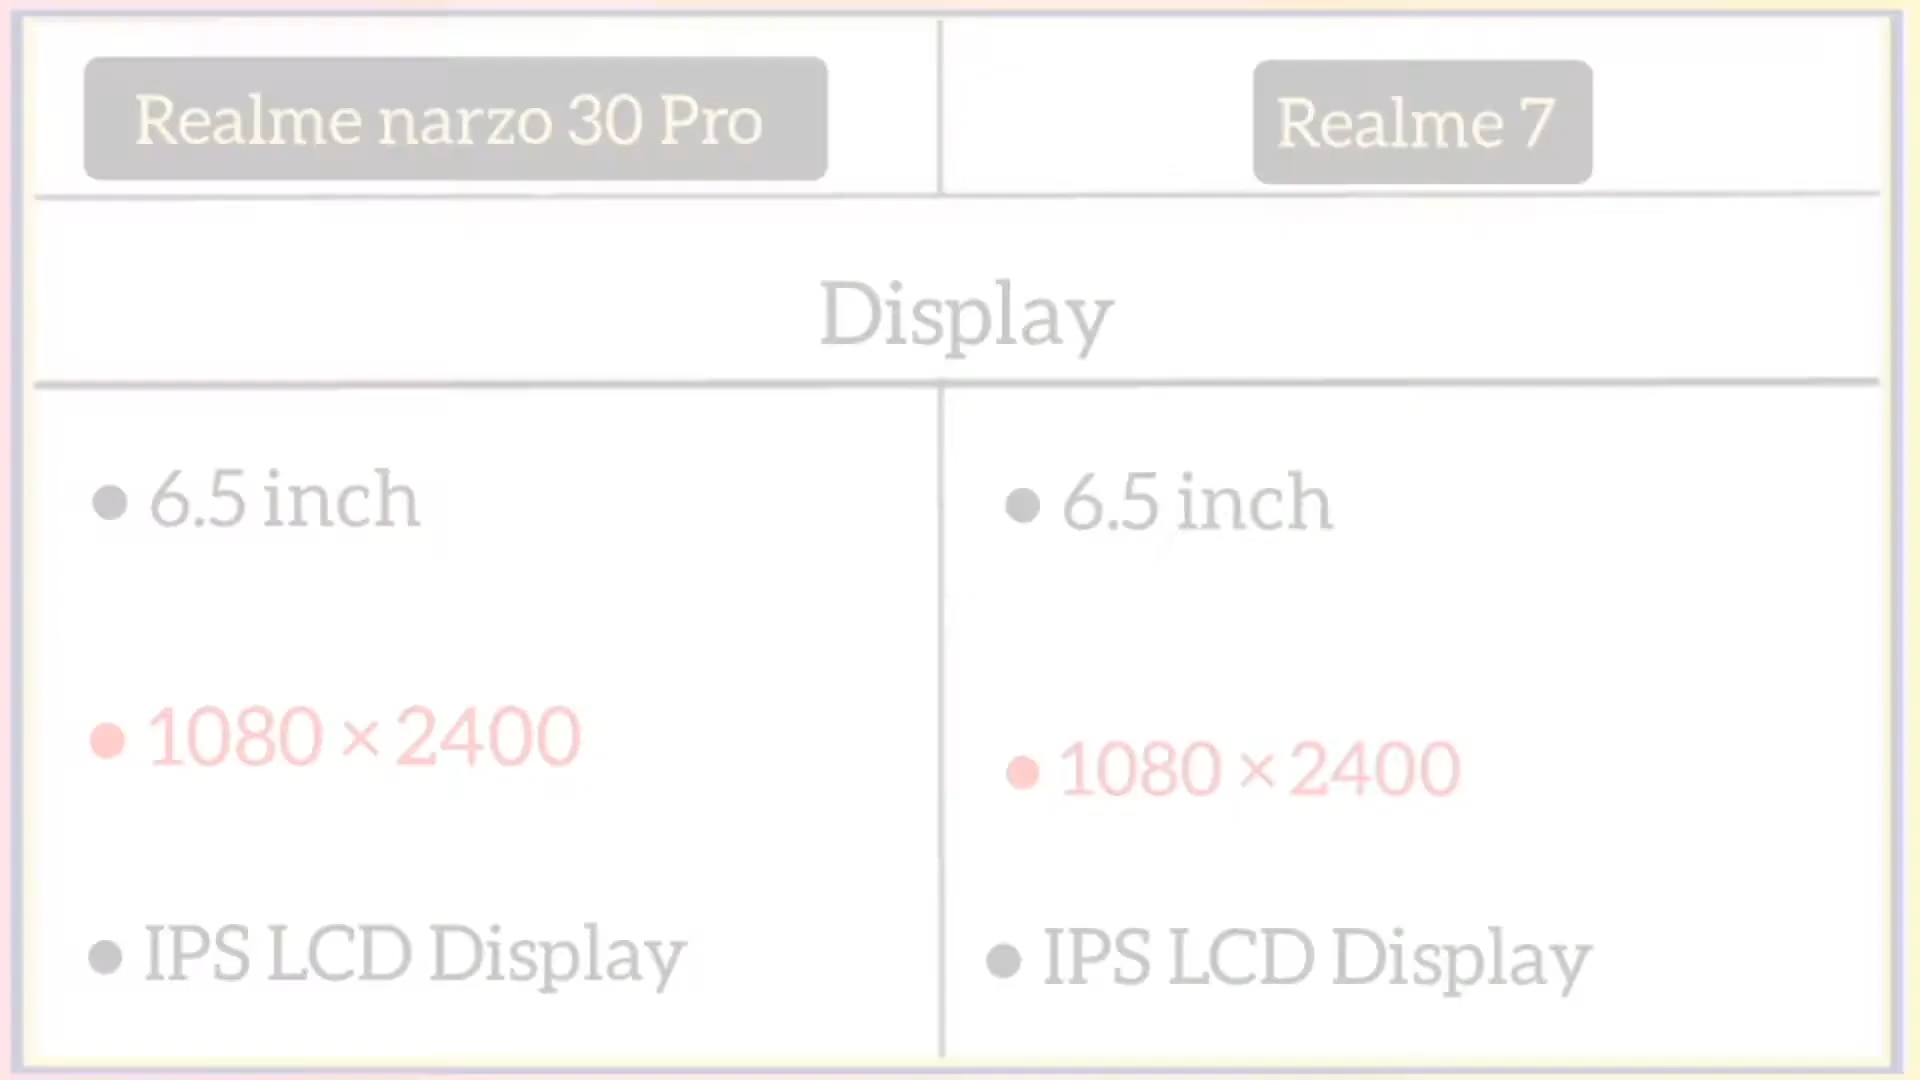 Realme narzo 30 Pro
Realme 7
Display
• 6.5 inch
• 6.5 inch
• 1080 × 2400
• 1080 × 2400
• IPS LCD Display
• IPS LCD Display